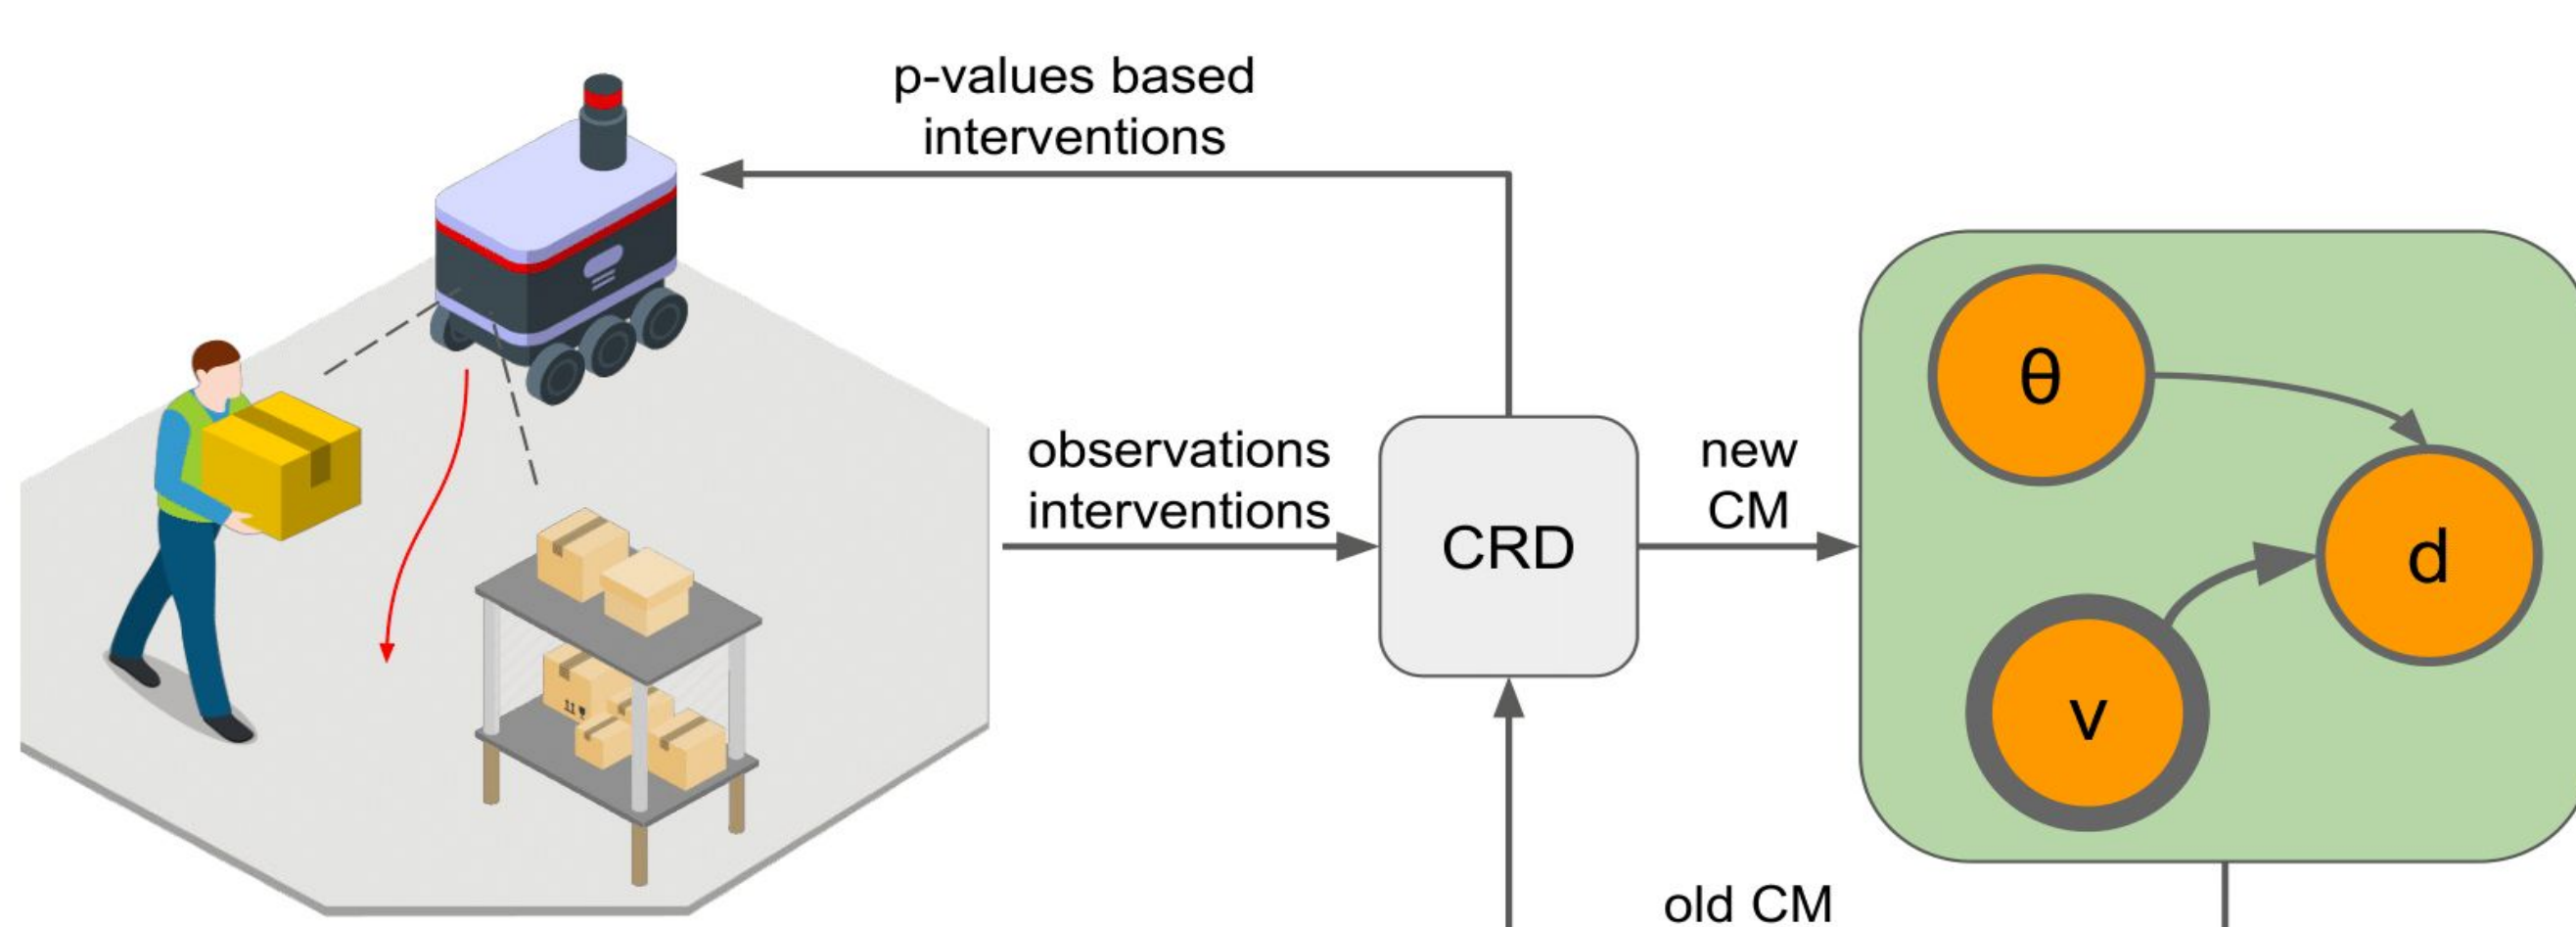 p-values based
interventions
observations
interventions
CRD
new
CM
θ
d
v
old CM